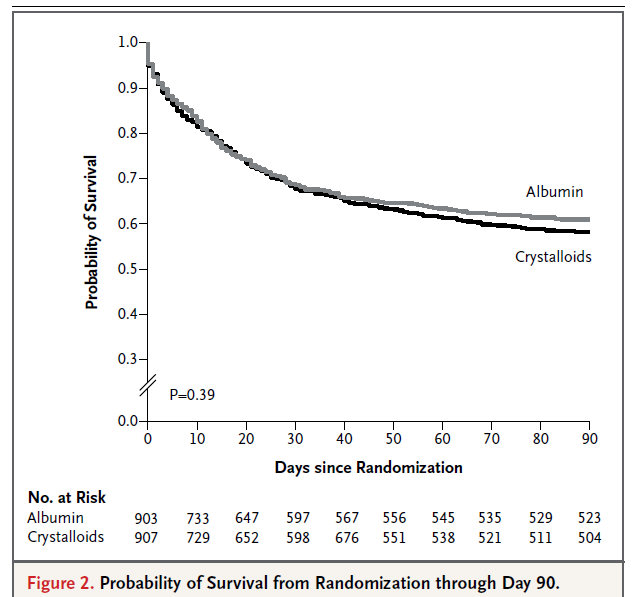 1.0
0.9
0.8
0.7
0.6
0.5
0.4
0.3
0.0
Probability of Survival
Albumin
Crystalloids
P=0.39
0 10 20 30 40 50 60 70 80 90
Days since Randomization
No. at Risk
Albumin 903 733 647 597 567 556 545 535 529 523
Crystalloids 907 729 652 598 676 551 538 521 511 504
Figure 2. Probability of Survival from Randomization through Day 90.